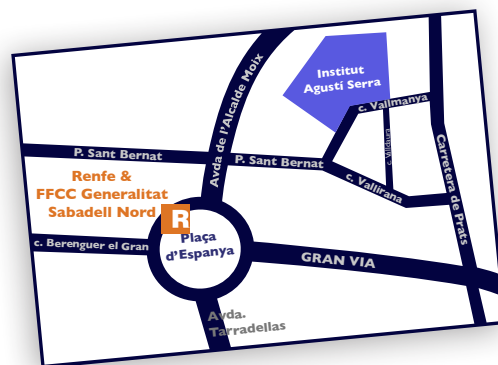 Institut
Agustí Serra
Avda de l'Alcalde Moix
c. Vallmanya
c. Villdaura
P. Sant Bernat
P. Sant Bernat
c. Vallirana
Carretera de Prats
Renfe &
FFCC Generalitat
Sabadell Nord
R
c. Berenguer el Gran
Plaça
d'Espanya
GRAN VIA
Avda.
Tarradellas